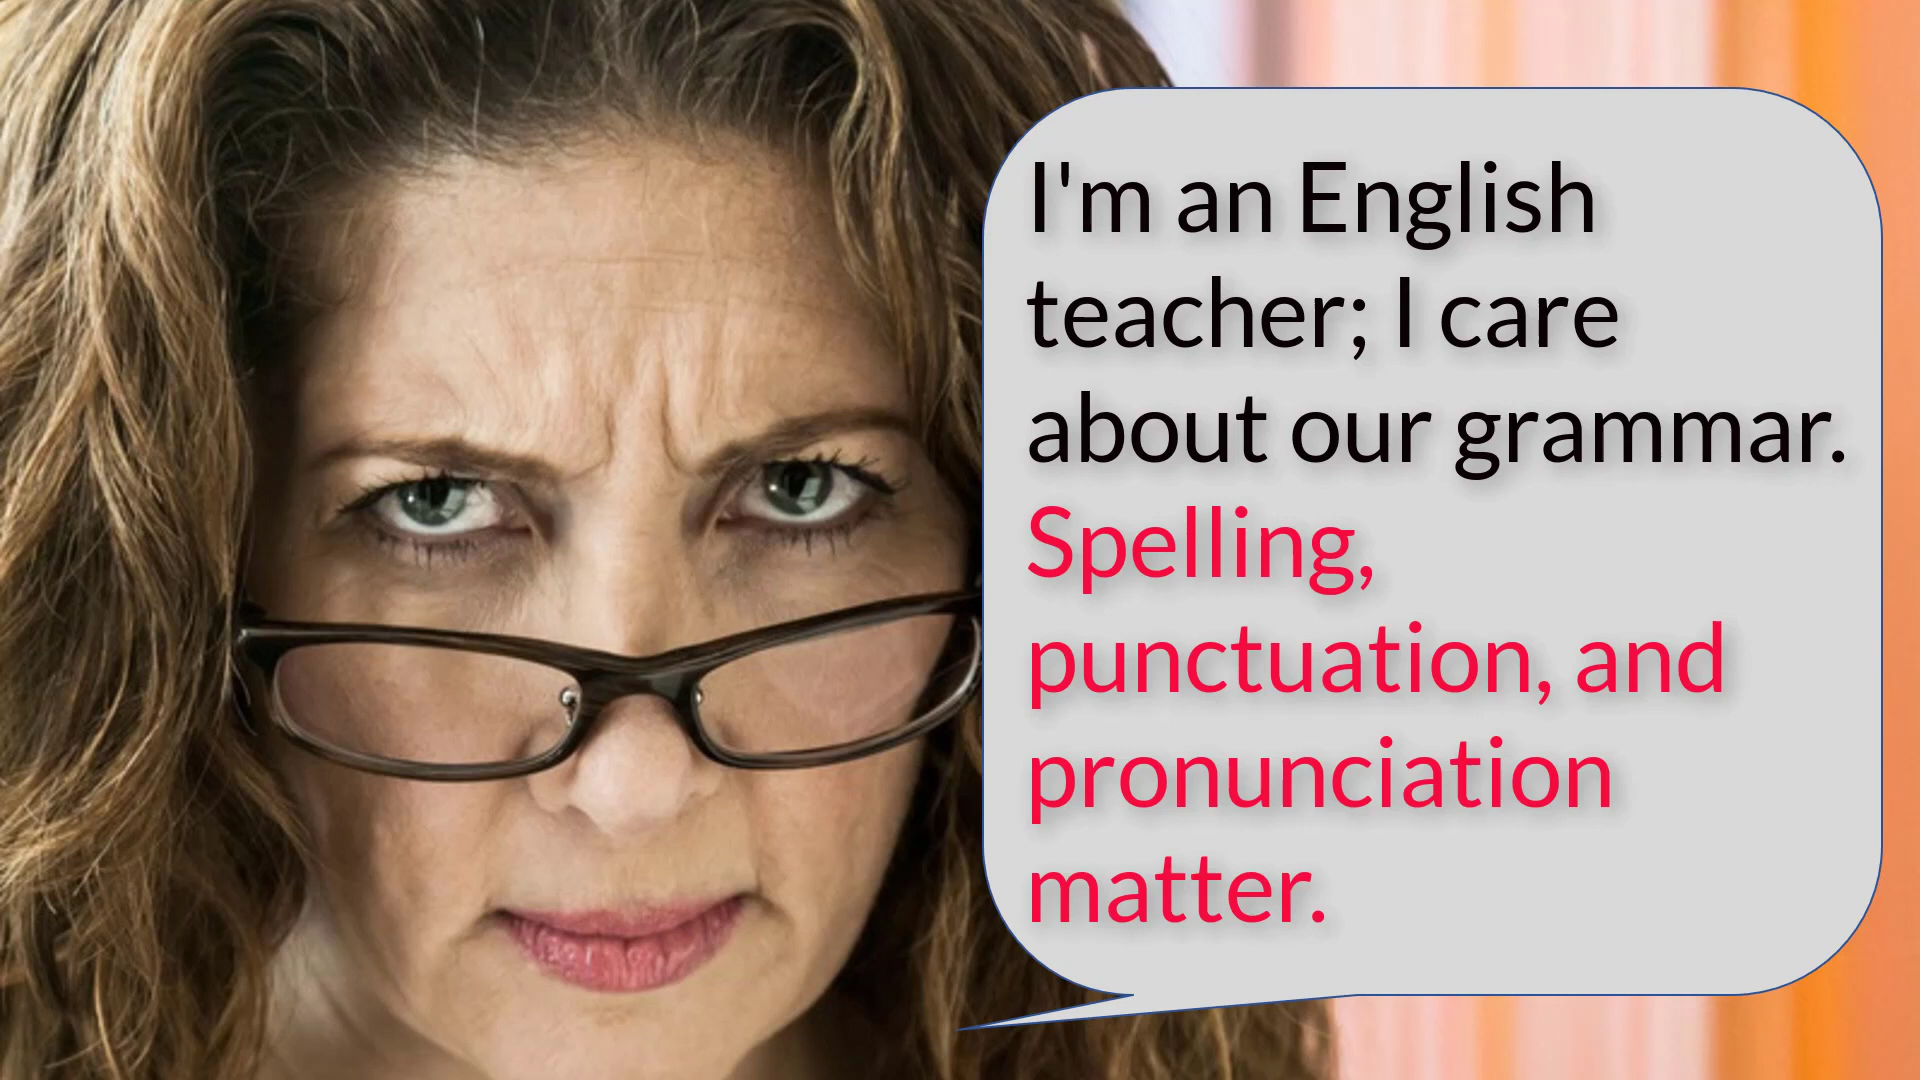 I'm an English
teacher; I care
about our grammar.
Spelling,
punctuation, and
pronunciation
matter.